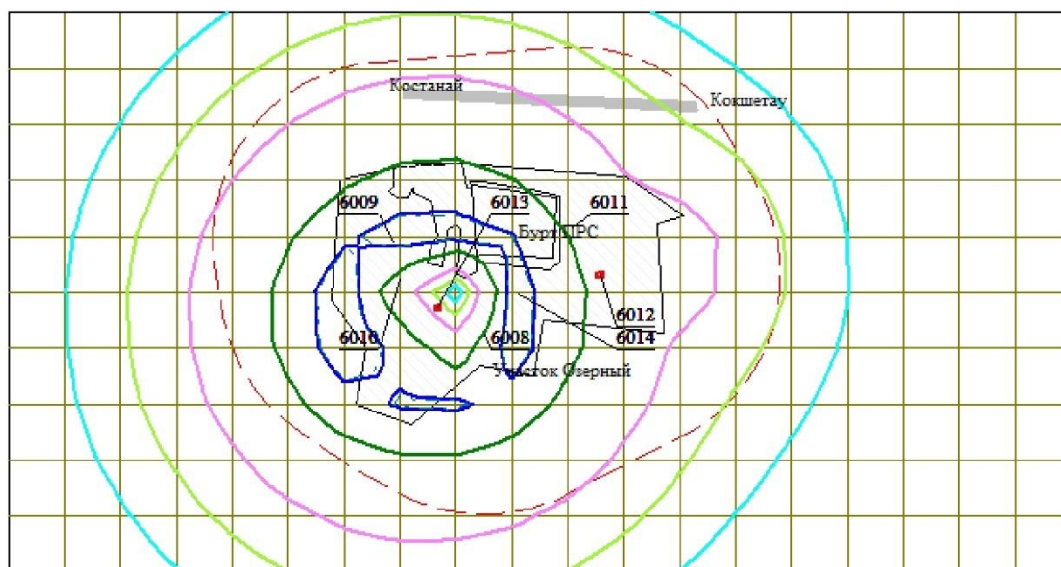 Костанай
Кокшетау
6009
6013
6011
Бурт ПРС
6010
6008
6012
6014
Участок Озерный